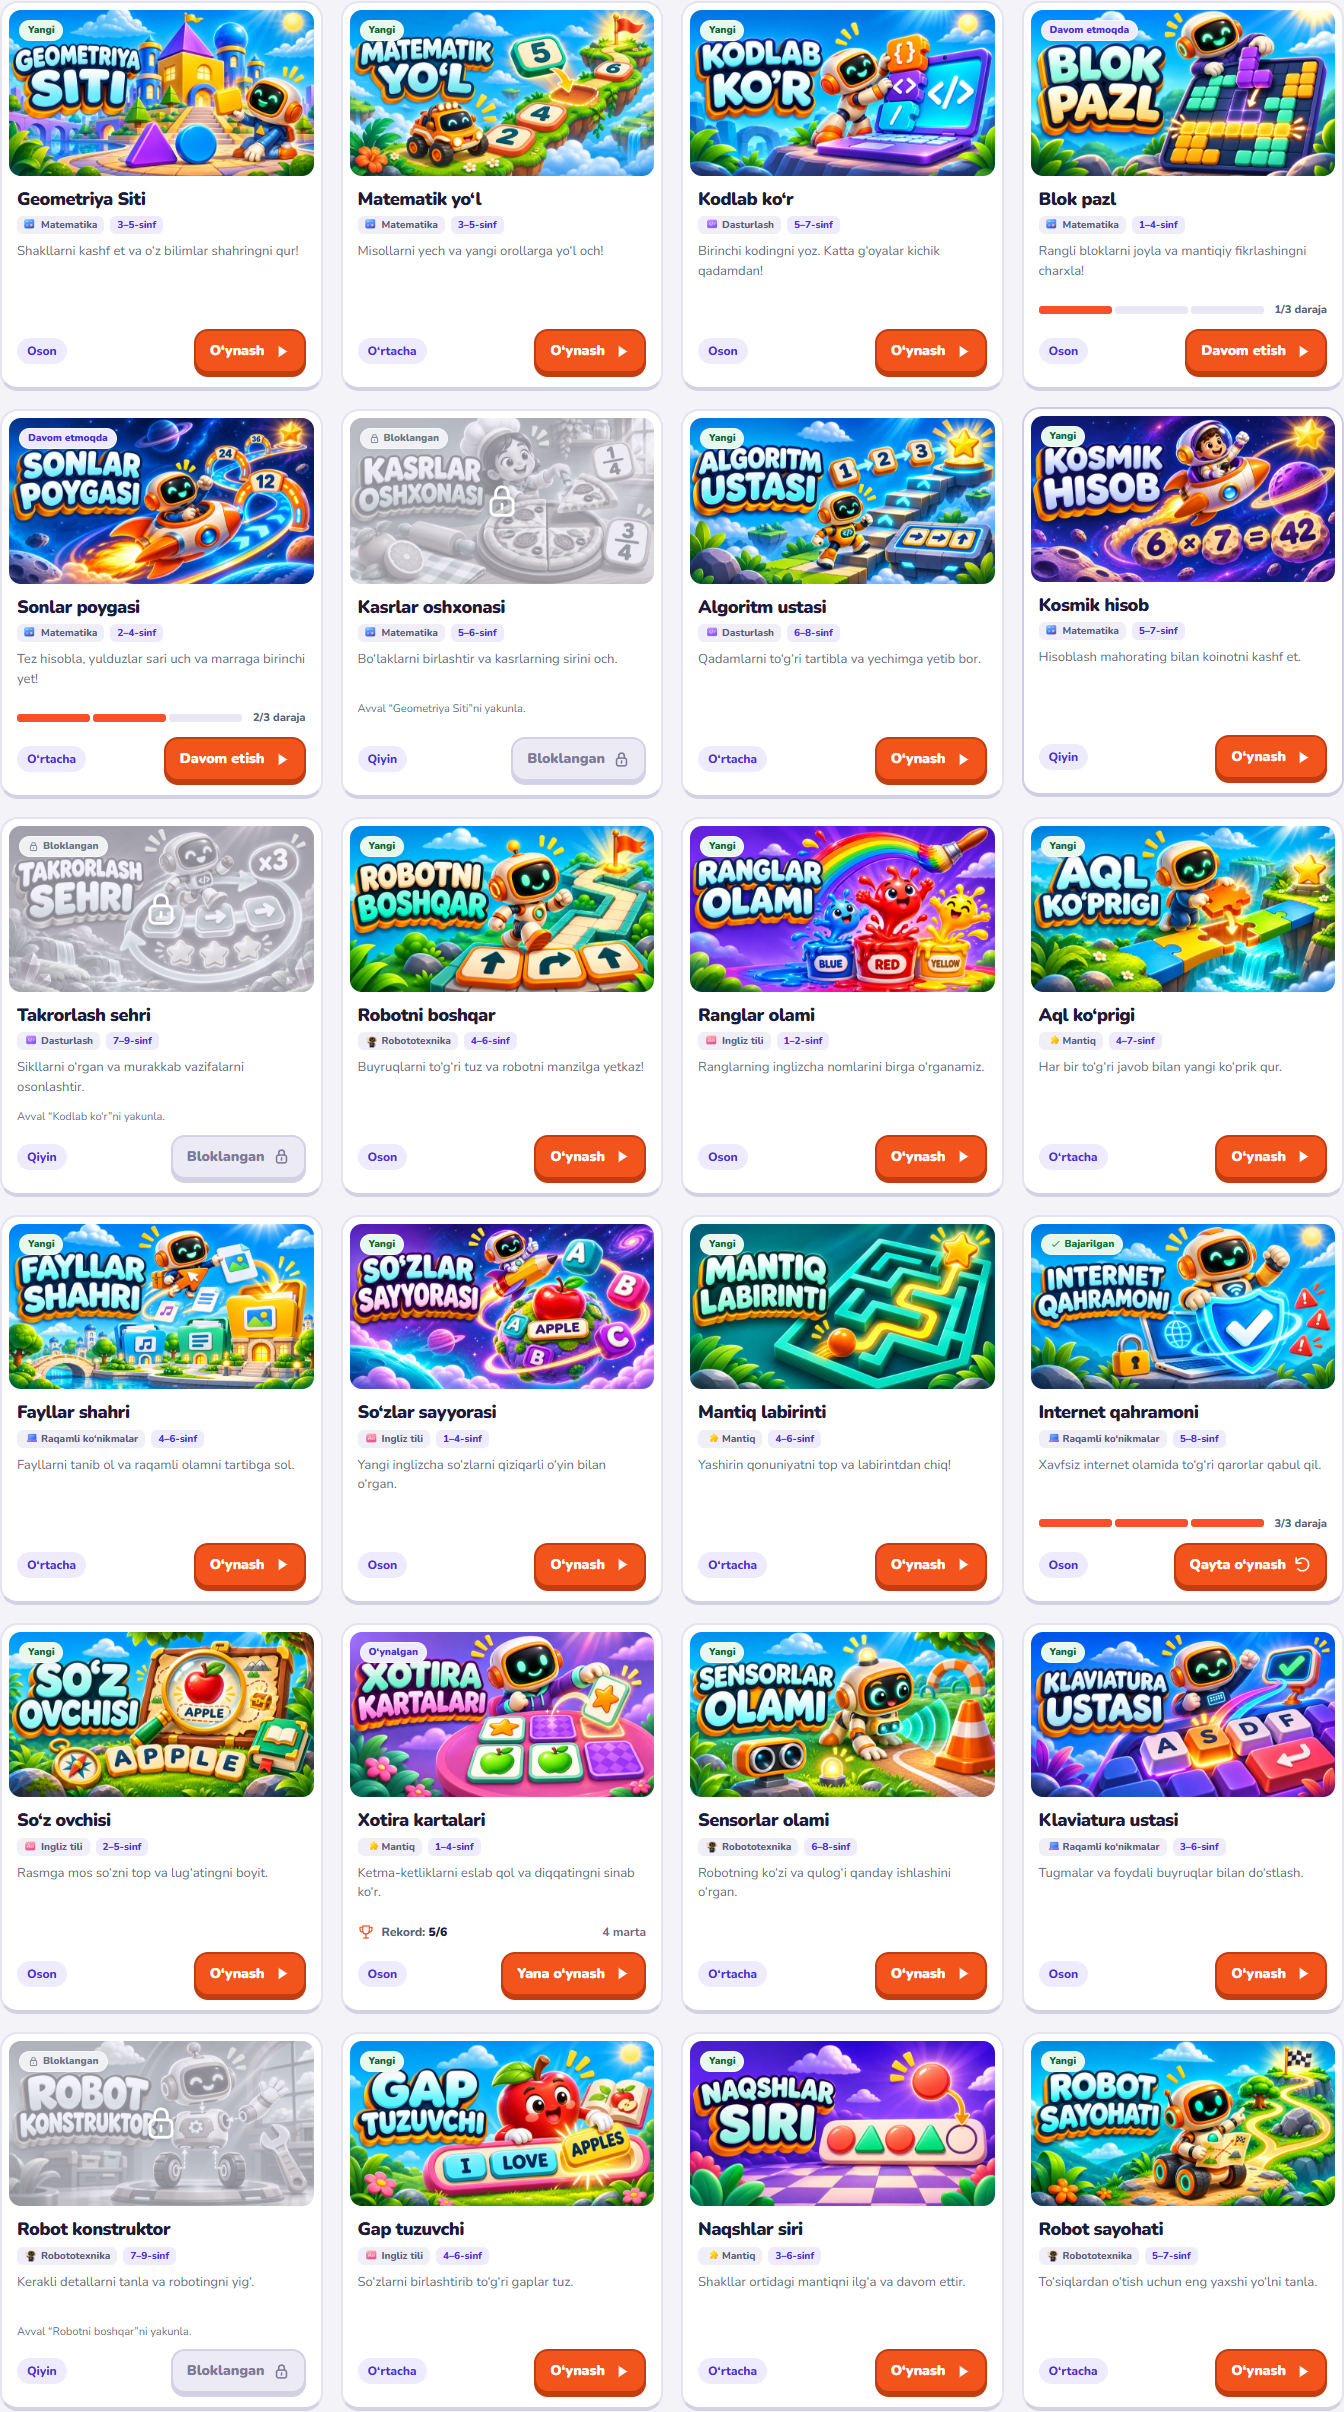 Yangi
GEOMETRIYA
SITI
Geometriya Siti
Matematika 3–5-sinf
Shakllarni kashf et va o‘z bilimlar shahringni qur!
Oson O‘ynash
Yangi
MATEMATIK
YO‘L
5
6
4
2
Matematik yo‘l
Matematika 3–5-sinf
Misollarni yech va yangi orollarga yo‘l och!
O‘rtacha O‘ynash
Yangi
KODLAB
KO‘R
{}
<>
/
</>
Kodlab ko‘r
Dasturlash 5–7-sinf
Birinchi kodingni yoz. Katta g‘oyalar kichik
qadamdan!
Oson O‘ynash
Davom etmoqda
BLOK
PAZL
Blok pazl
Matematika 1–4-sinf
Rangli bloklarni joyla va mantiqiy fikrlashingni
charxla!
1/3 daraja
Oson Davom etish
Davom etmoqda
SONLAR
POYGASI
36
24
12
Sonlar poygasi
Matematika 2–4-sinf
Tez hisobla, yulduzlar sari uch va marraga birinchi
yet!
2/3 daraja
O‘rtacha Davom etish
Bloklangan
KASRLAR
OSHXONASI
1/4
3/4
Kasrlar oshxonasi
Matematika 5–6-sinf
Bo‘laklarni birlashtir va kasrlarning sirini och.
Avval “Geometriya Siti”ni yakunla.
Qiyin Bloklangan
Yangi
ALGORITM
USTASI
1 2 3
</>
Algoritm ustasi
Dasturlash 6–8-sinf
Qadamlarni to‘g‘ri tartibla va yechimga yetib bor.
O‘rtacha O‘ynash
Yangi
KOSMIK
HISOB
6 × 7 = 42
Kosmik hisob
Matematika 5–7-sinf
Hisoblash mahorating bilan koinotni kashf et.
Qiyin O‘ynash
Bloklangan
TAKRORLASH
SEHRI
x3
</>
Takrorlash sehri
Dasturlash 7–9-sinf
Sikllarni o‘rgan va murakkab vazifalarni
osonlashtir.
Avval “Kodlab ko‘r”ni yakunla.
Qiyin Bloklangan
Yangi
ROBOTNI
BOSHQAR
Robotni boshqar
Robototexnika 4–6-sinf
Buyruqlarni to‘g‘ri tuz va robotni manzilga yetkaz!
Oson O‘ynash
Yangi
RANGLAR
OLAMI
BLUE RED YELLOW
Ranglar olami
Ingliz tili 1–2-sinf
Ranglarning inglizcha nomlarini birga o‘rganamiz.
Oson O‘ynash
Yangi
AQL
KO‘PRIGI
Aql ko‘prigi
Mantiq 4–7-sinf
Har bir to‘g‘ri javob bilan yangi ko‘prik qur.
O‘rtacha O‘ynash
Yangi
FAYLLAR
SHAHRI
Fayllar shahri
Raqamli ko‘nikmalar 4–6-sinf
Fayllarni tanib ol va raqamli olamni tartibga sol.
O‘rtacha O‘ynash
Yangi
SO‘ZLAR
SAYYORASI
A
B
A APPLE C
B
So‘zlar sayyorasi
Ingliz tili 1–4-sinf
Yangi inglizcha so‘zlarni qiziqarli o‘yin bilan
o‘rgan.
Oson O‘ynash
Yangi
MANTIQ
LABIRINTI
Mantiq labirinti
Mantiq 4–6-sinf
Yashirin qonuniyatni top va labirintdan chiq!
O‘rtacha O‘ynash
Bajarilgan
INTERNET
QAHRAMONI
Internet qahramoni
Raqamli ko‘nikmalar 5–8-sinf
Xavfsiz internet olamida to‘g‘ri qarorlar qabul qil.
3/3 daraja
Oson Qayta o‘ynash
Yangi
SO‘Z
OVCHISI
APPLE
APPLE
So‘z ovchisi
Ingliz tili 2–5-sinf
Rasmga mos so‘zni top va lug‘atingni boyit.
Oson O‘ynash
O‘ynalgan
XOTIRA
KARTALARI
Xotira kartalari
Mantiq 1–4-sinf
Ketma-ketliklarni eslab qol va diqqatingni sinab
ko‘r.
Rekord: 5/6 4 marta
Oson Yana o‘ynash
Yangi
SENSORLAR
OLAMI
Sensorlar olami
Robototexnika 6–8-sinf
Robotning ko‘zi va qulog‘i qanday ishlashini
o‘rgan.
O‘rtacha O‘ynash
Yangi
KLAVIATURA
USTASI
A S D F
Klaviatura ustasi
Raqamli ko‘nikmalar 3–6-sinf
Tugmalar va foydali buyruqlar bilan do‘stlash.
Oson O‘ynash
Bloklangan
ROBOT
KONSTRUKTOR
Robot konstruktor
Robototexnika 7–9-sinf
Kerakli detallarni tanla va robotingni yig‘.
Avval “Robotni boshqar”ni yakunla.
Qiyin Bloklangan
Yangi
GAP
TUZUVCHI
I LOVE APPLES
Gap tuzuvchi
Ingliz tili 4–6-sinf
So‘zlarni birlashtirib to‘g‘ri gaplar tuz.
O‘rtacha O‘ynash
Yangi
NAQSHLAR
SIRI
Naqshlar siri
Mantiq 3–6-sinf
Shakllar ortidagi mantiqni ilg‘a va davom ettir.
O‘rtacha O‘ynash
Yangi
ROBOT
SAYOHATI
Robot sayohati
Robototexnika 5–7-sinf
To‘siqlardan o‘tish uchun eng yaxshi yo‘lni tanla.
O‘rtacha O‘ynash